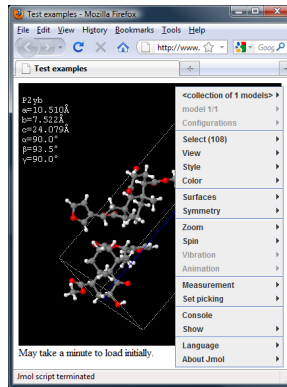 Test examples - Mozilla Firefox
File Edit View History Bookmarks Tools Help
http://www.
Goog
Test examples
P2yb
a=10.510Å
b=7.522Å
c=24.079Å
α=90.0°
β=93.5°
γ=90.0°
<collection of 1 models>
model 1/1
Configurations
Select (108)
View
Style
Color
Surfaces
Symmetry
Zoom
Spin
Vibration
Animation
Measurement
Set picking
Console
Show
Language
About Jmol
May take a minute to load initially.
Jmol script terminated